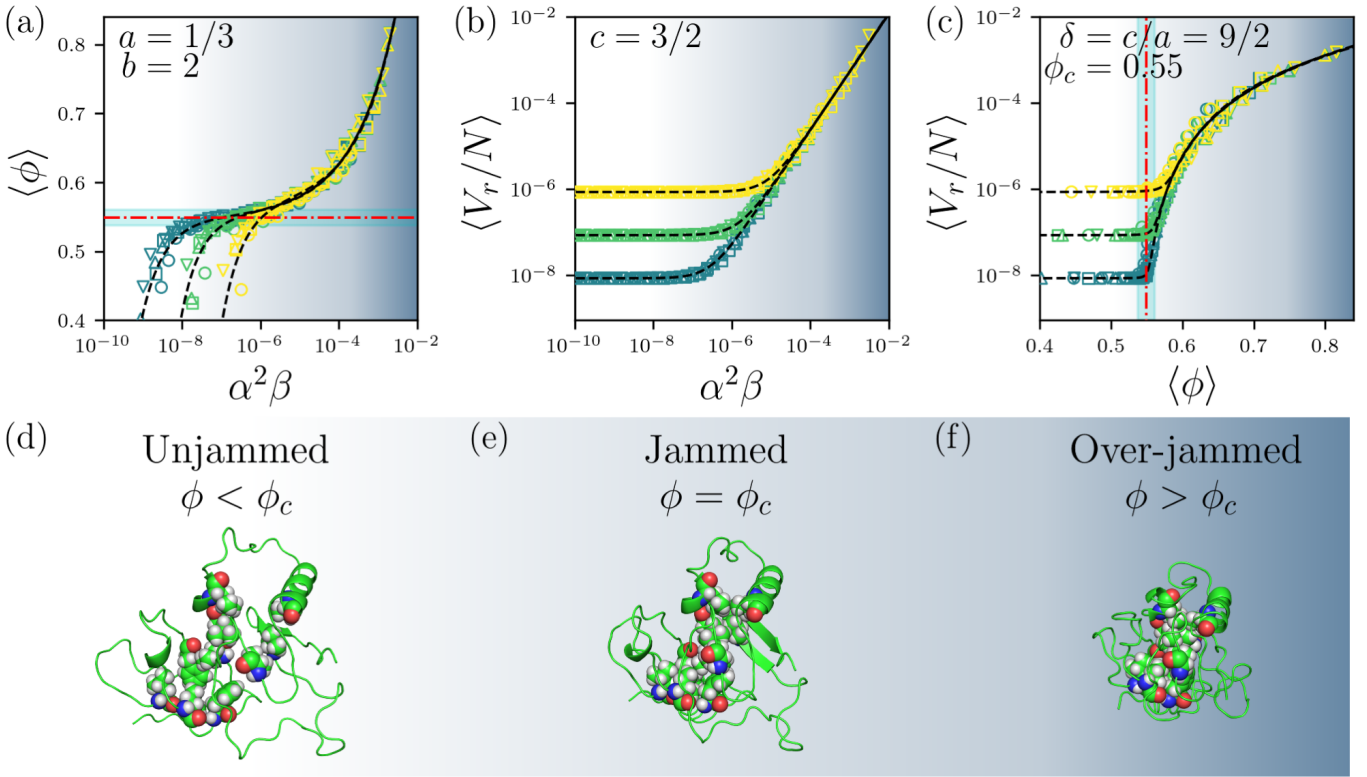 (a)
a = 1/3
b = 2
0.8
0.7
0.6
0.5
0.4
⟨ϕ⟩
10⁻¹⁰ 10⁻⁸ 10⁻⁶ 10⁻⁴ 10⁻²
α²β
(b)
c = 3/2
10⁻²
10⁻⁴
10⁻⁶
10⁻⁸
⟨V_r/N⟩
10⁻¹⁰ 10⁻⁸ 10⁻⁶ 10⁻⁴ 10⁻²
α²β
(c)
δ = c/a = 9/2
ϕ_c = 0.55
10⁻²
10⁻⁴
10⁻⁶
10⁻⁸
⟨V_r/N⟩
0.4 0.5 0.6 0.7 0.8
⟨ϕ⟩
(d)
Unjammed
ϕ < ϕ_c
(e)
Jammed
ϕ = ϕ_c
(f)
Over-jammed
ϕ > ϕ_c